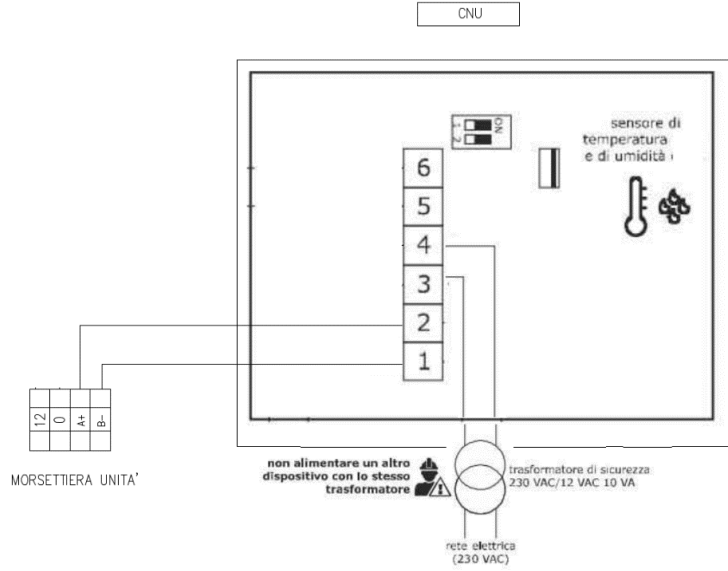 CNU
ON
1 2
sensore di
temperatura
e di umidità
6
5
4
3
2
1
12
0
A+
B-
MORSETTIERA UNITA'
non alimentare un altro
dispositivo con lo stesso
trasformatore
trasformatore di sicurezza
230 VAC/12 VAC 10 VA
rete elettrica
(230 VAC)